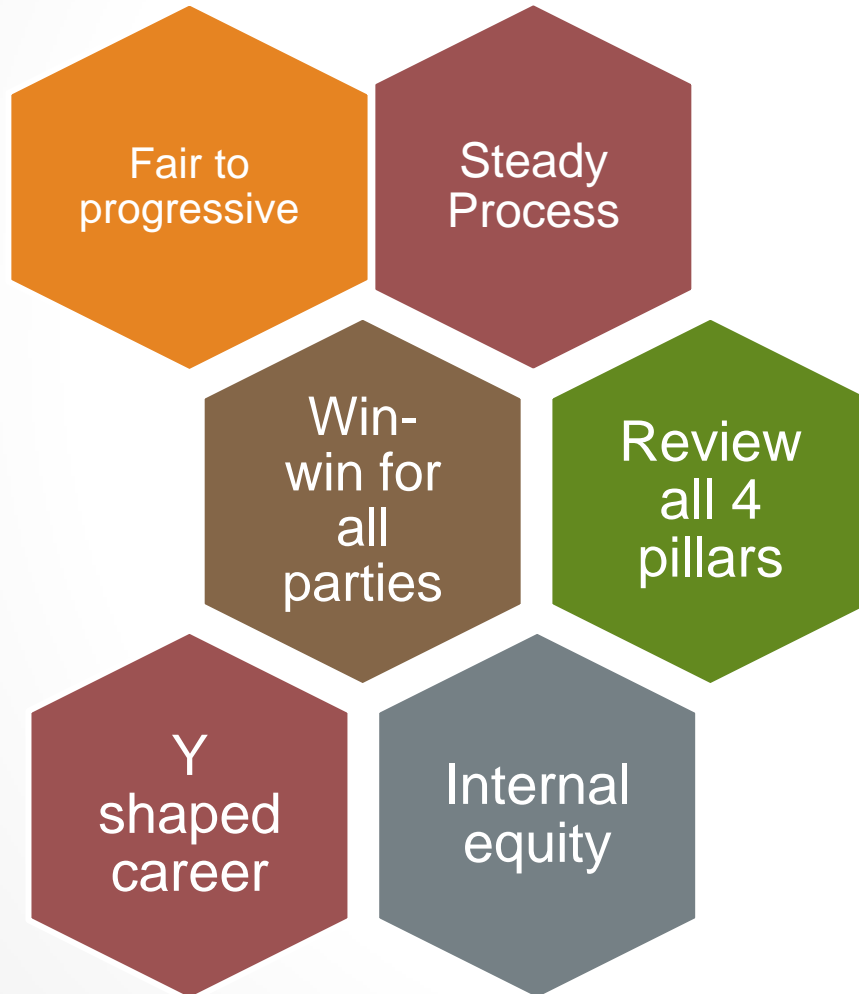 Fair to
progressive
Steady
Process
Win-
win for
all
parties
Review
all 4
pillars
Y
shaped
career
Internal
equity